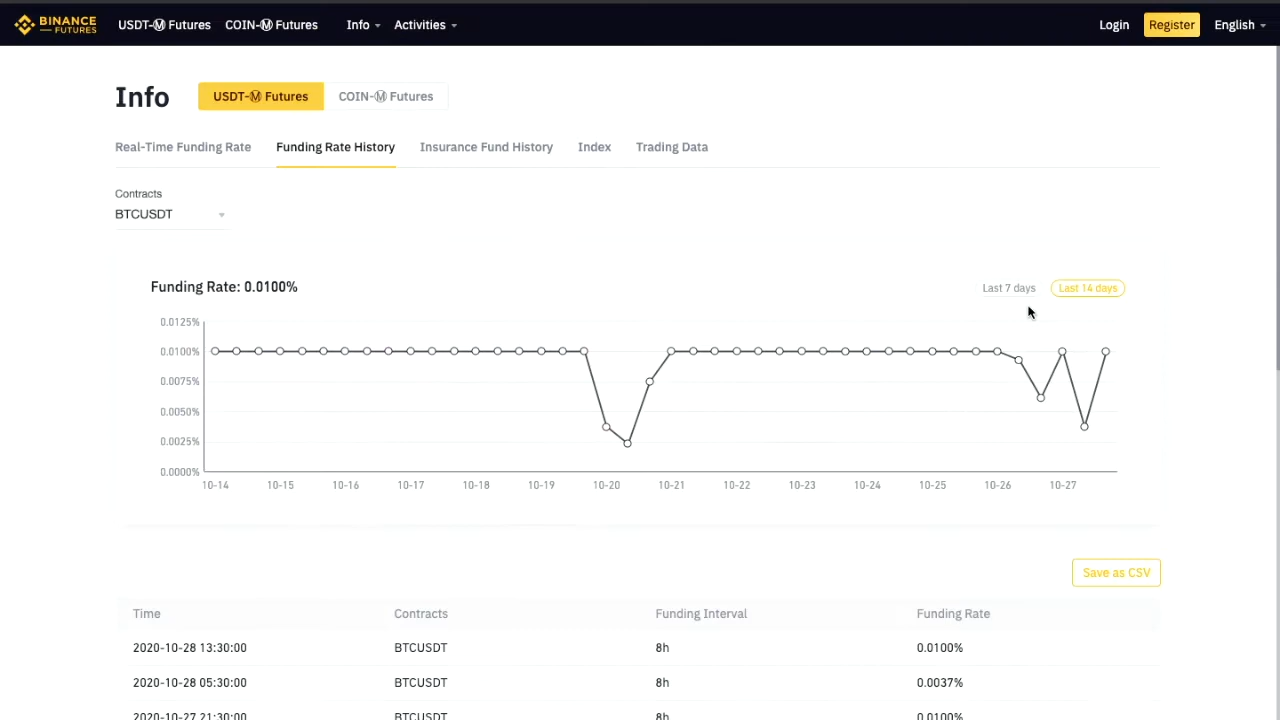 BINANCE
FUTURES
USDT-Ⓜ Futures
COIN-Ⓜ Futures
Info
Activities
Login
Register
English
Info
USDT-Ⓜ Futures
COIN-Ⓜ Futures
Real-Time Funding Rate
Funding Rate History
Insurance Fund History
Index
Trading Data
Contracts
BTCUSDT
Funding Rate: 0.0100%
Last 7 days
Last 14 days
0.0125%
0.0100%
0.0075%
0.0050%
0.0025%
0.0000%
10-14 10-15 10-16 10-17 10-18 10-19 10-20 10-21 10-22 10-23 10-24 10-25 10-26 10-27
Save as CSV
Time Contracts Funding Interval Funding Rate
2020-10-28 13:30:00 BTCUSDT 8h 0.0100%
2020-10-28 05:30:00 BTCUSDT 8h 0.0037%
2020-10-27 21:30:00 BTCUSDT 8h 0.0100%